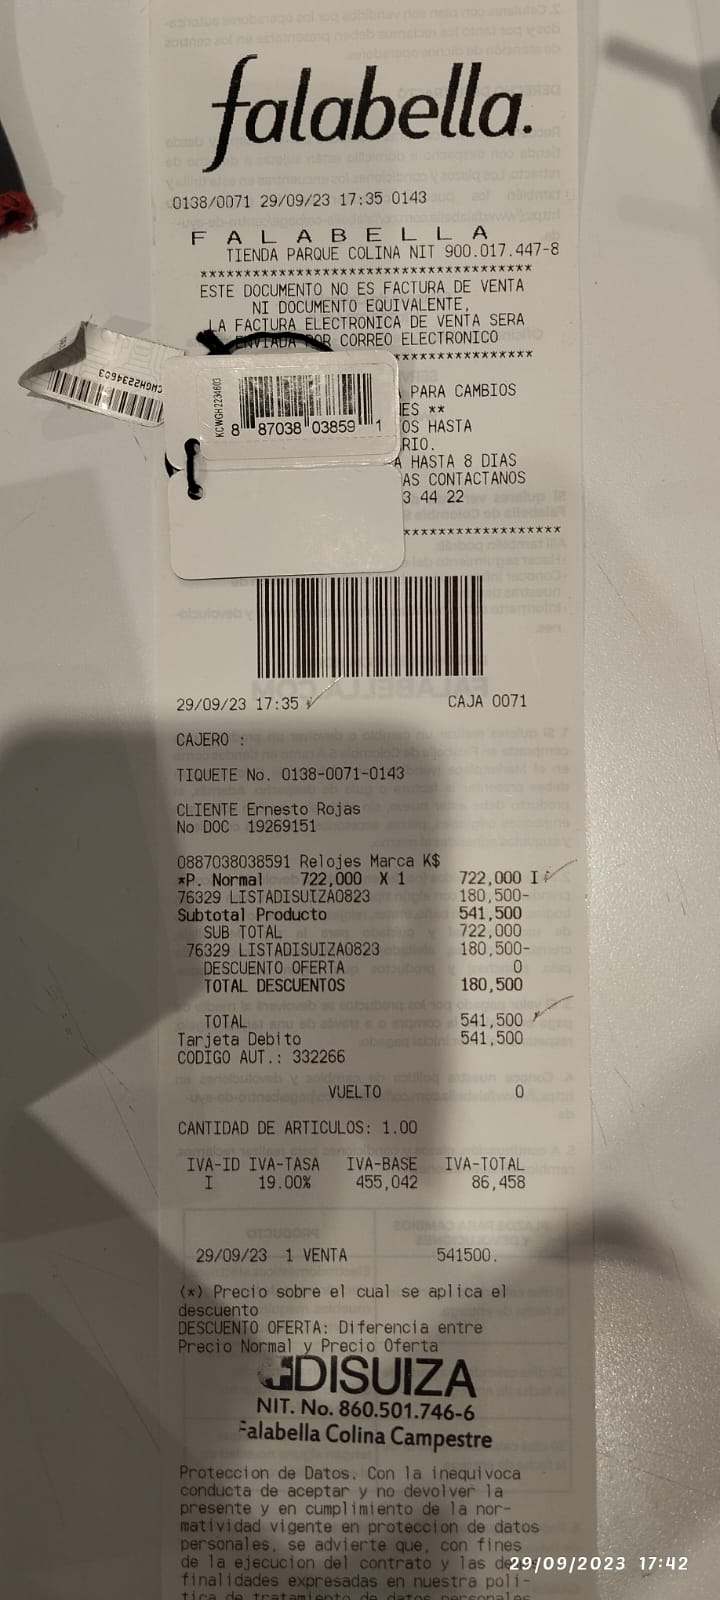 falabella.
0138/0071 29/09/23 17:35 0143
F A L A B E L L A
TIENDA PARQUE COLINA NIT 900.017.447-8
**************************************
ESTE DOCUMENTO NO ES FACTURA DE VENTA
NI DOCUMENTO EQUIVALENTE,
LA FACTURA ELECTRONICA DE VENTA SERA
ENVIADA POR CORREO ELECTRONICO
****************
PARA CAMBIOS
ES **
OS HASTA
RIO.
A HASTA 8 DIAS
AS CONTACTANOS
3 44 22
******************
KCWGH2234603
8 87038 03859 1
KCWGH2234603
29/09/23 17:35 CAJA 0071
CAJERO :
TIQUETE No. 0138-0071-0143
CLIENTE Ernesto Rojas
No DOC 19269151
0887038038591 Relojes Marca K$
*P. Normal 722,000 X 1 722,000 I
76329 LISTADISUIZA0823 180,500-
Subtotal Producto 541,500
SUB TOTAL 722,000
76329 LISTADISUIZA0823 180,500-
DESCUENTO OFERTA 0
TOTAL DESCUENTOS 180,500
TOTAL 541,500
Tarjeta Debito 541,500
CODIGO AUT.: 332266
VUELTO 0
CANTIDAD DE ARTICULOS: 1.00
IVA-ID IVA-TASA IVA-BASE IVA-TOTAL
I 19.00% 455,042 86,458
29/09/23 1 VENTA 541500.
(*) Precio sobre el cual se aplica el
descuento
DESCUENTO OFERTA: Diferencia entre
Precio Normal y Precio Oferta
DISUIZA
NIT. No. 860.501.746-6
Falabella Colina Campestre
Proteccion de Datos. Con la inequivoca
conducta de aceptar y no devolver la
presente y en cumplimiento de la nor-
matividad vigente en proteccion de datos
personales, se advierte que, con fines
de la ejecucion del contrato y las
finalidades expresadas en nuestra poli-
tica de tratamiento de datos personales
29/09/2023 17:42